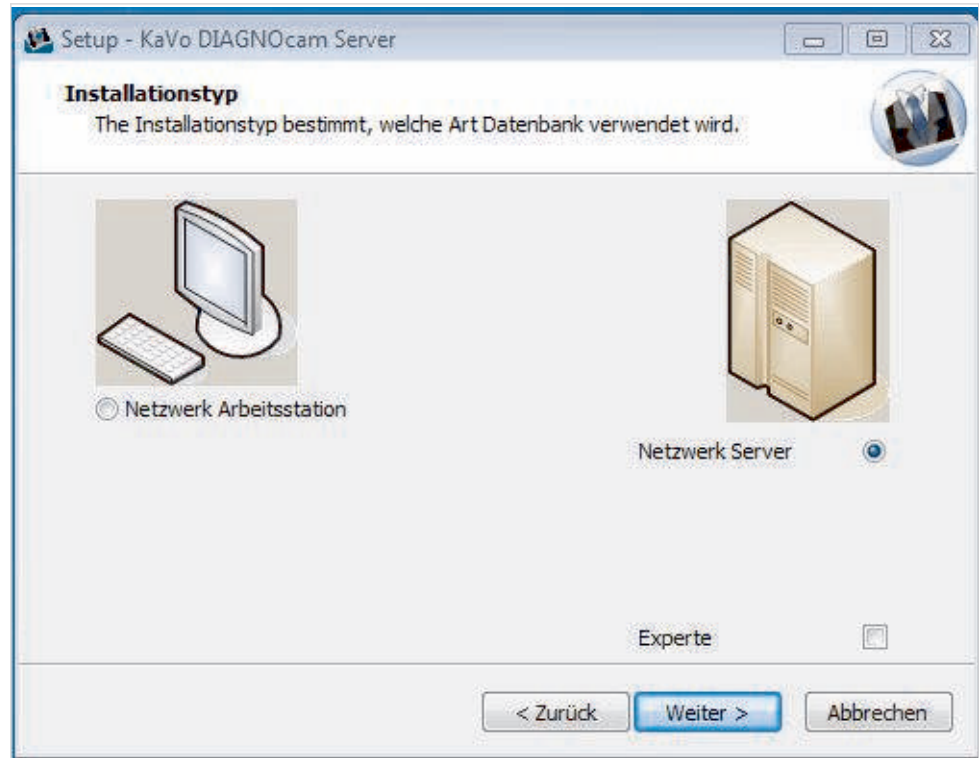 Setup - KaVo DIAGNOcam Server
Installationstyp
The Installationstyp bestimmt, welche Art Datenbank verwendet wird.
Netzwerk Arbeitsstation
Netzwerk Server
Experte
< Zurück
Weiter >
Abbrechen